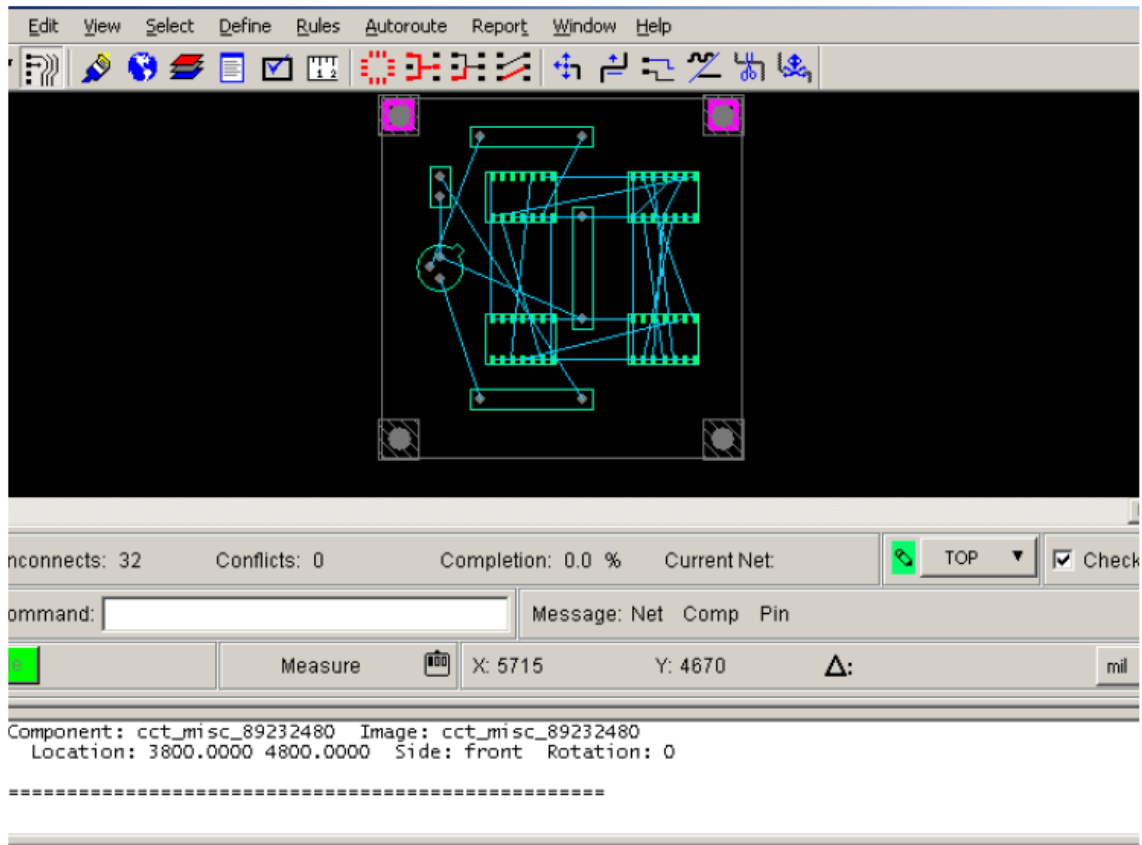 Edit View Select Define Rules Autoroute Report Window Help
1 2
nconnects: 32 Conflicts: 0 Completion: 0.0 % Current Net: TOP Check
ommand: Message: Net Comp Pin
e Measure X: 5715 Y: 4670 Δ: mil
Component: cct_misc_89232480 Image: cct_misc_89232480
Location: 3800.0000 4800.0000 Side: front Rotation: 0
===================================================